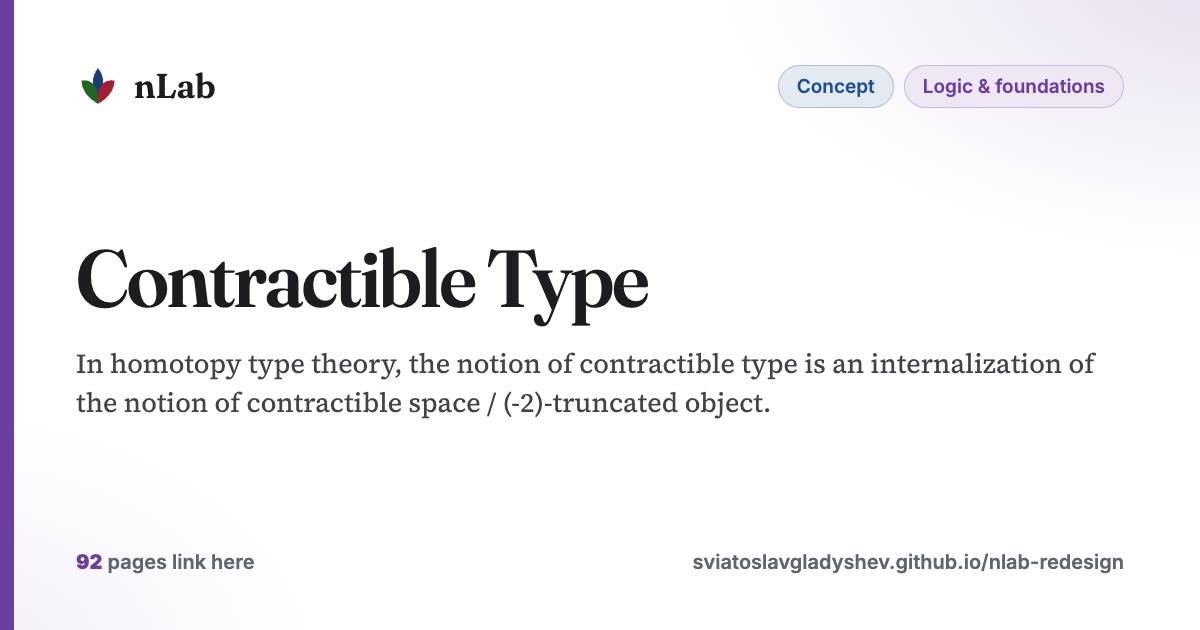 nLab
Concept
Logic & foundations
Contractible Type
In homotopy type theory, the notion of contractible type is an internalization of
the notion of contractible space / (-2)-truncated object.
92 pages link here
sviatoslavgladyshev.github.io/nlab-redesign